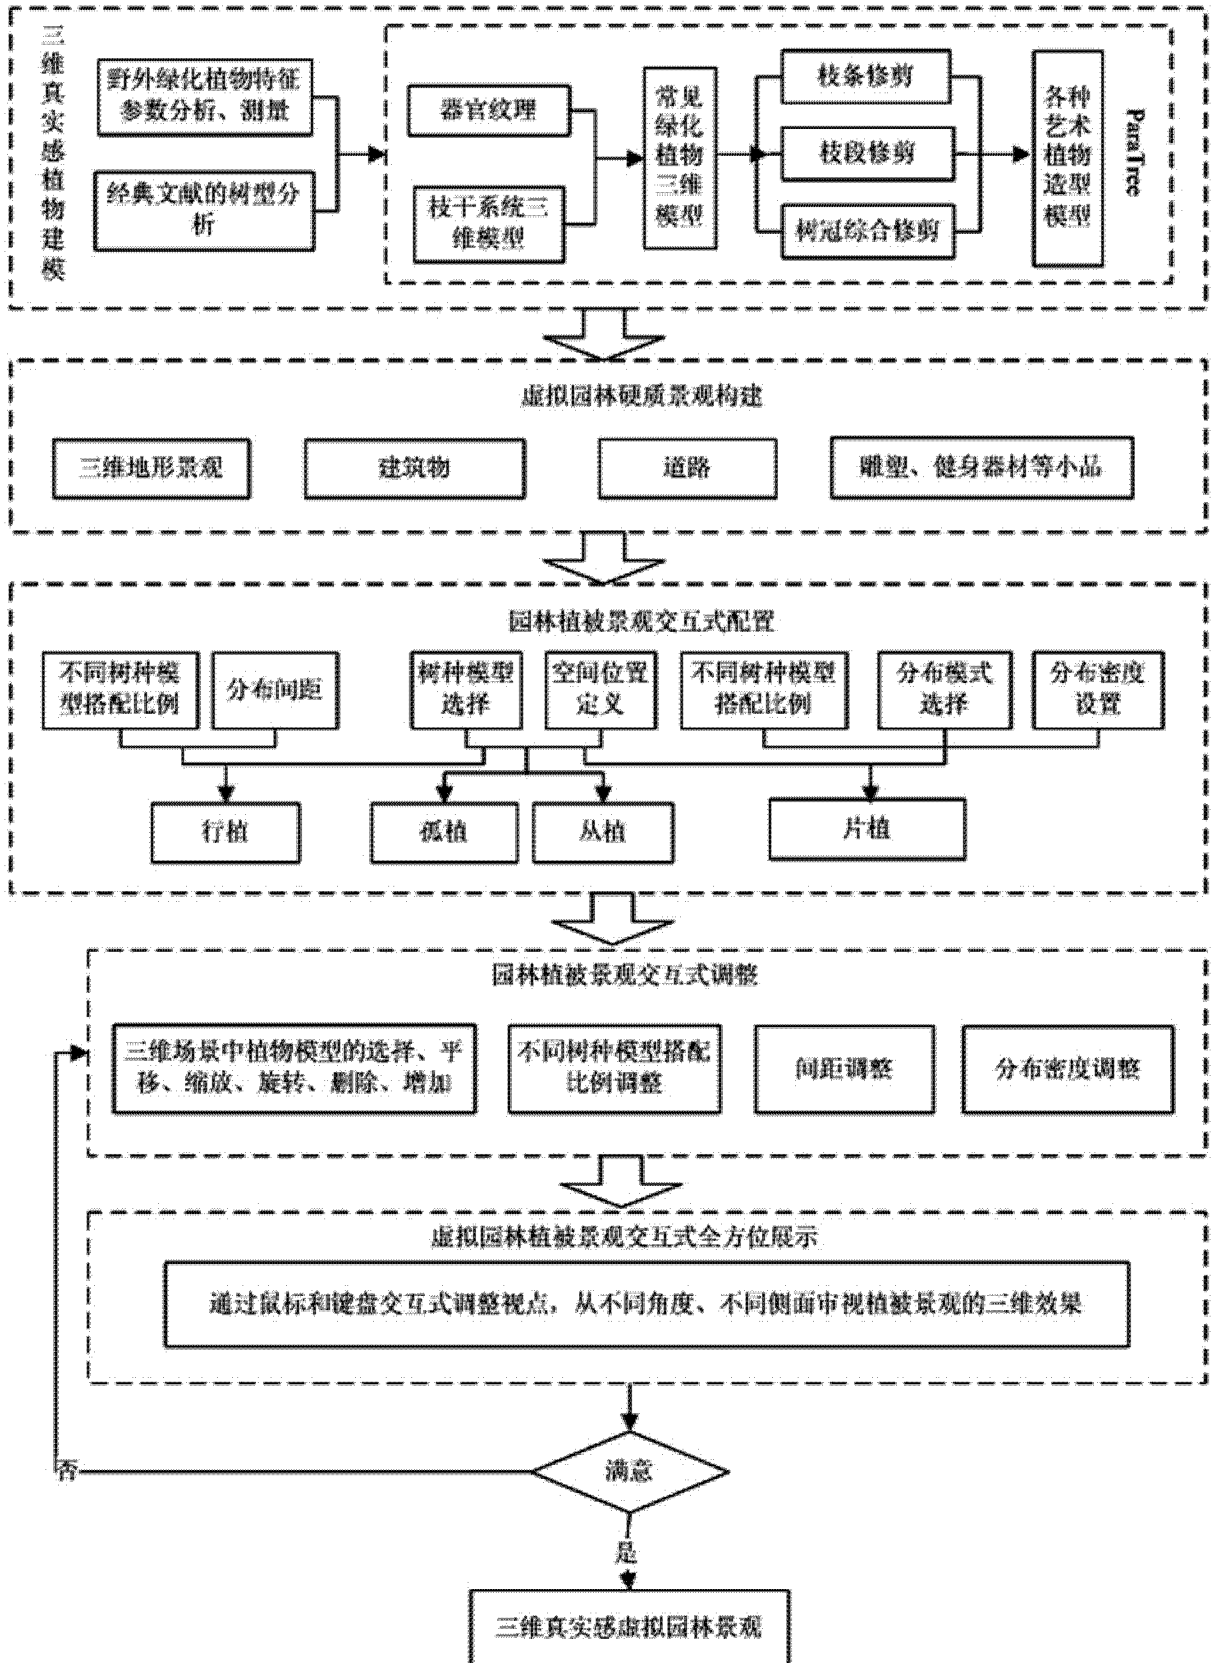 三维真实感植物建模
野外绿化植物特征
参数分析、测量
经典文献的树型分
析
器官纹理
枝干系统三
维模型
常见
绿化
植物
三维
模型
枝条修剪
枝段修剪
树冠综合修剪
各种
艺术
植物
造型
模型
ParaTree
虚拟园林硬质景观构建
三维地形景观
建筑物
道路
雕塑、健身器材等小品
园林植被景观交互式配置
不同树种模
型搭配比例
分布间距
树种模型
选择
空间位置
定义
不同树种模型
搭配比例
分布模式
选择
分布密度
设置
行植
孤植
从植
片植
园林植被景观交互式调整
三维场景中植物模型的选择、平
移、缩放、旋转、删除、增加
不同树种模型搭配
比例调整
间距调整
分布密度调整
虚拟园林植被景观交互式全方位展示
通过鼠标和键盘交互式调整视点，从不同角度、不同侧面审视植被景观的三维效果
满意
否
是
三维真实感虚拟园林景观